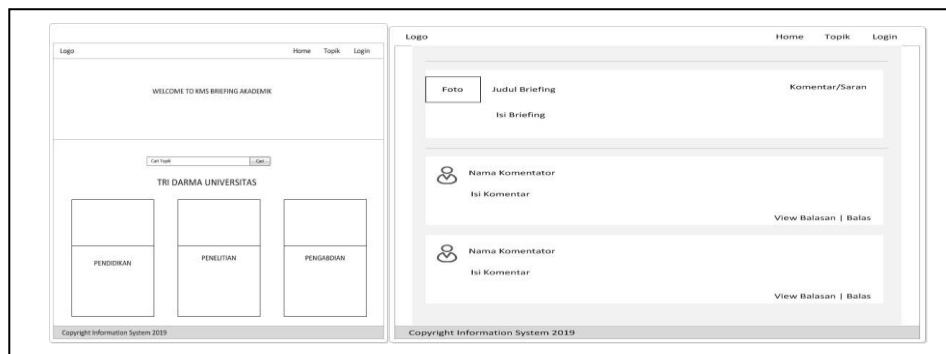 Logo Home Topik Login
WELCOME TO KMS BRIEFING AKADEMIK
Cari Topik Cari
TRI DARMA UNIVERSITAS
PENDIDIKAN PENELITIAN PENGABDIAN
Copyright Information System 2019
Logo Home Topik Login
Foto Judul Briefing Komentar/Saran
Isi Briefing
Nama Komentator
Isi Komentar
View Balasan | Balas
Nama Komentator
Isi Komentar
View Balasan | Balas
Copyright Information System 2019